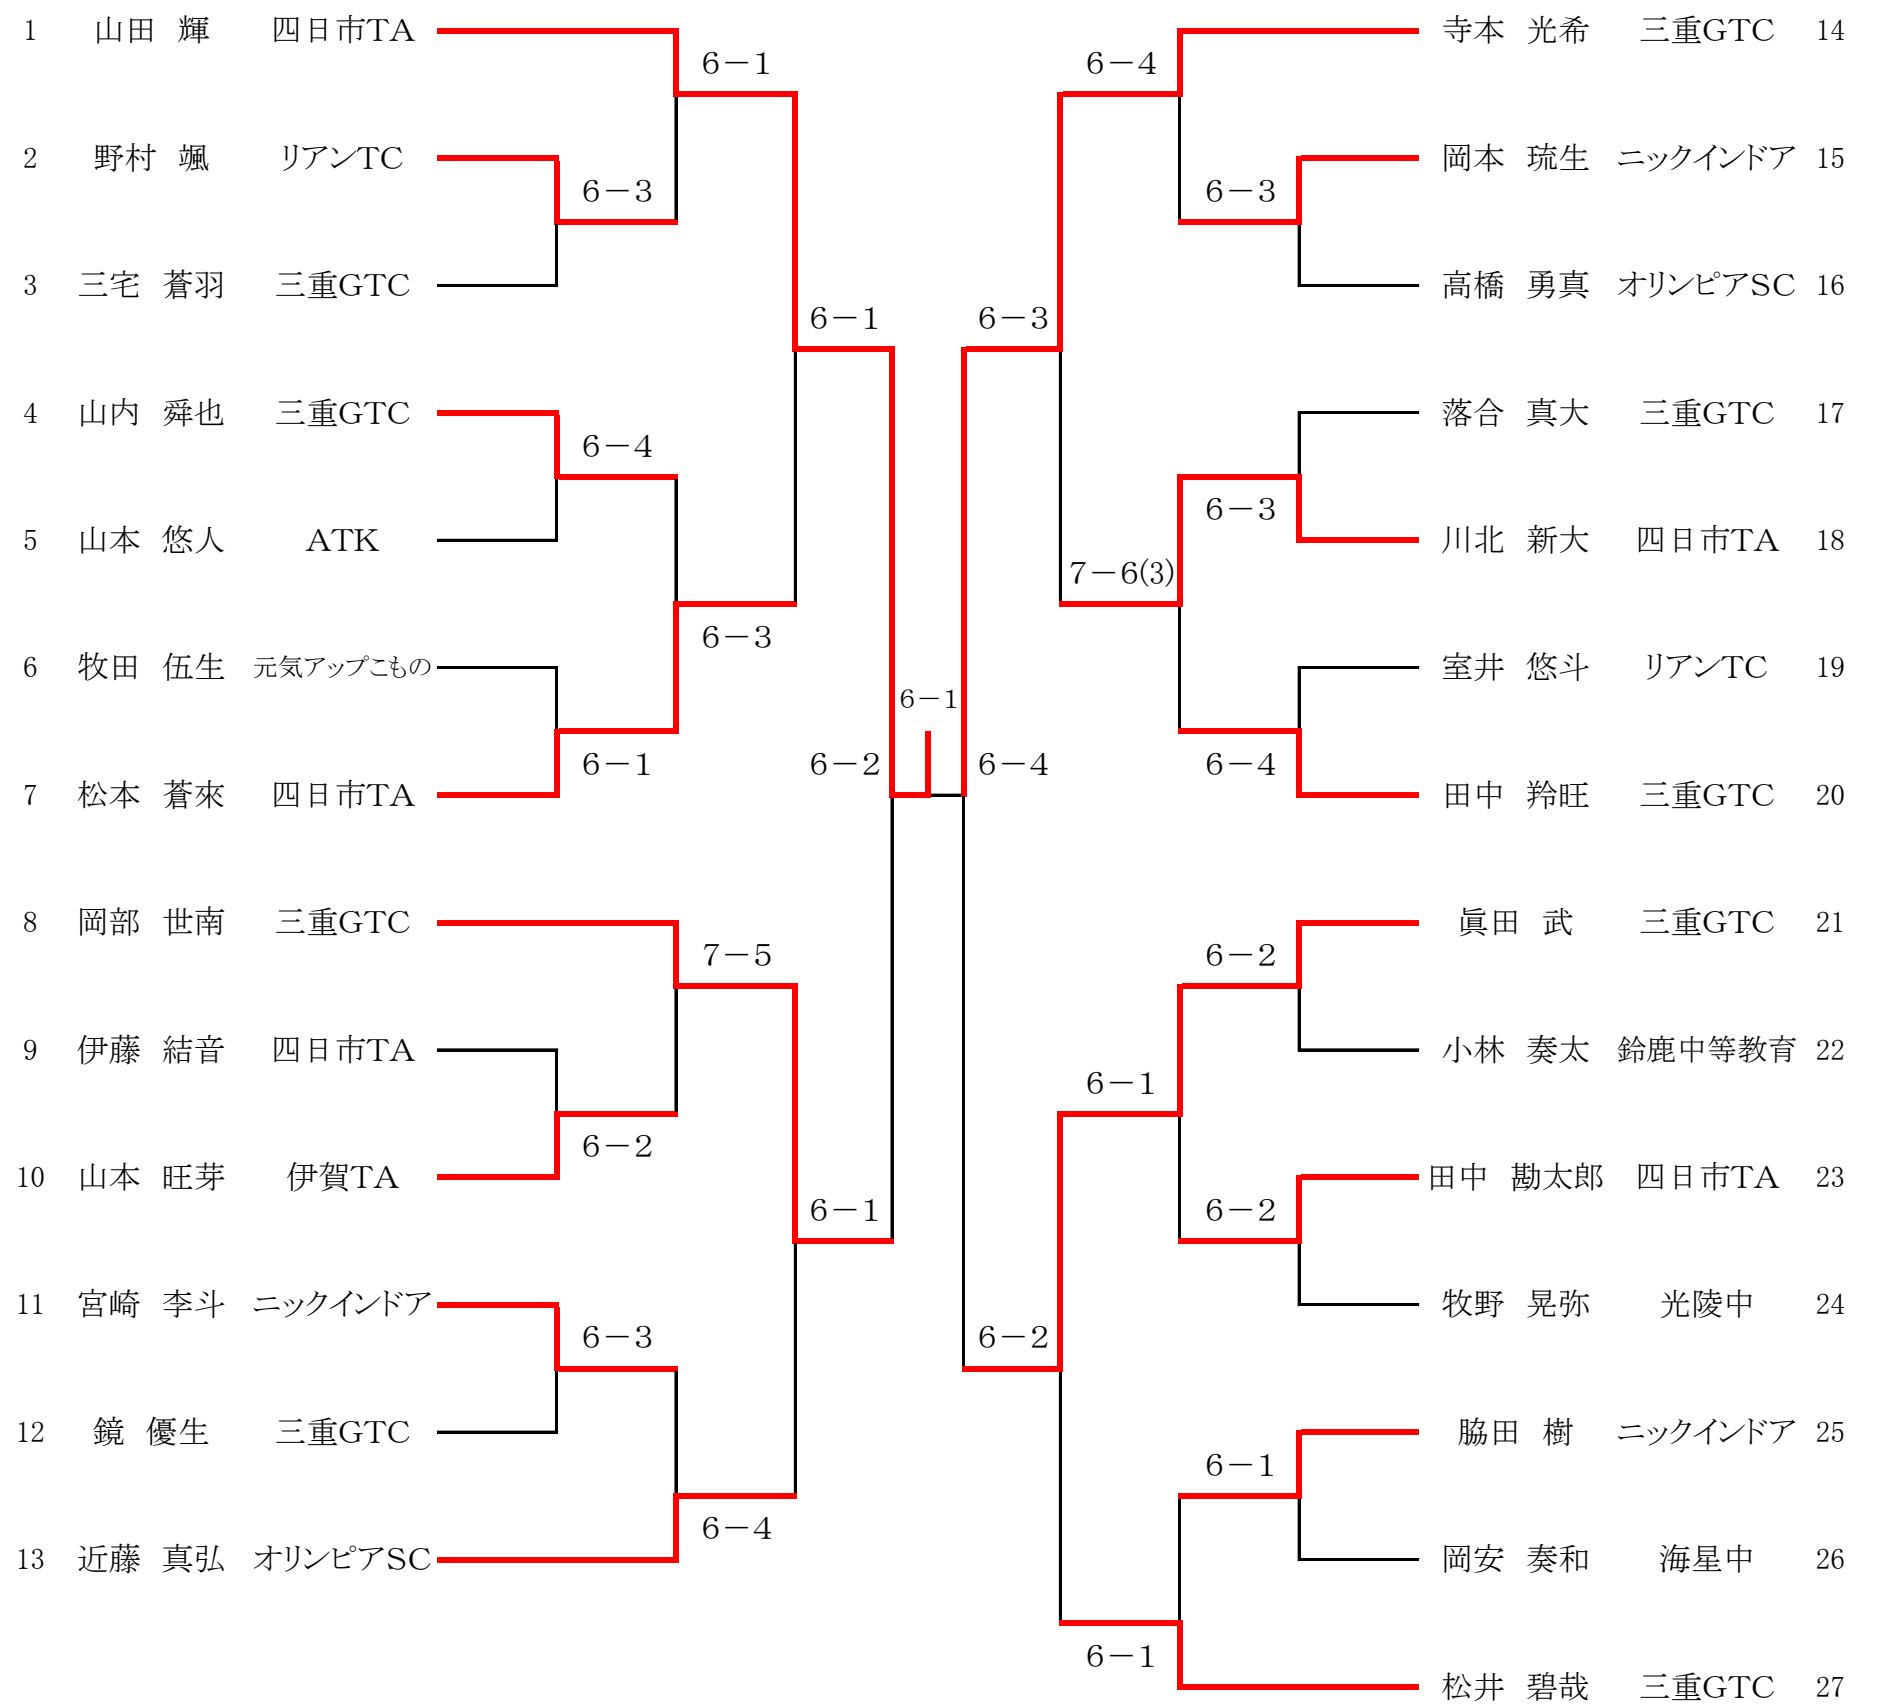 1 山田 輝 四日市TA
6-1
2 野村 颯 リアンTC
6-3
3 三宅 蒼羽 三重GTC
6-1
4 山内 舜也 三重GTC
6-4
5 山本 悠人 ATK
6-3
6 牧田 伍生 元気アップこもの
6-1
7 松本 蒼來 四日市TA
6-2
8 岡部 世南 三重GTC
7-5
9 伊藤 結音 四日市TA
6-2
10 山本 旺芽 伊賀TA
6-1
11 宮崎 李斗 ニックインドア
6-3
12 鏡 優生 三重GTC
6-4
13 近藤 真弘 オリンピアSC
6-1
寺本 光希 三重GTC 14
6-4
岡本 琉生 ニックインドア 15
6-3
高橋 勇真 オリンピアSC 16
6-3
落合 真大 三重GTC 17
6-3
川北 新大 四日市TA 18
7-6(3)
室井 悠斗 リアンTC 19
6-4
田中 羚旺 三重GTC 20
6-4
眞田 武 三重GTC 21
6-2
小林 奏太 鈴鹿中等教育 22
6-1
田中 勘太郎 四日市TA 23
6-2
牧野 晃弥 光陵中 24
6-2
脇田 樹 ニックインドア 25
6-1
岡安 奏和 海星中 26
6-1
松井 碧哉 三重GTC 27